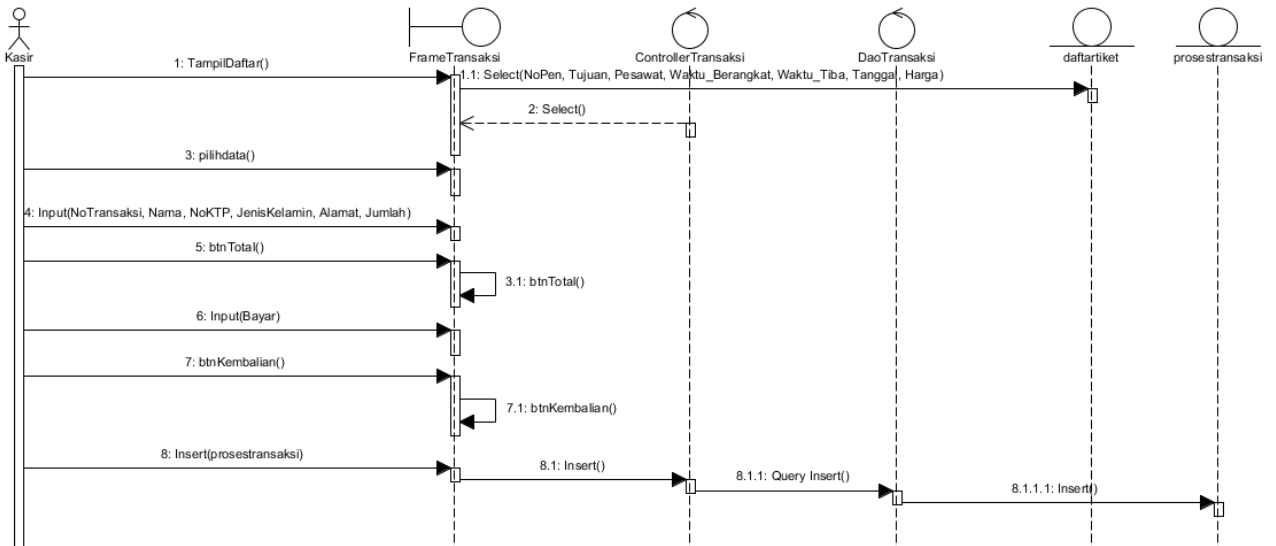 Kasir
FrameTransaksi
ControllerTransaksi
DaoTransaksi
daftartiket
prosestransaksi
1: TampilDaftar()
1.1: Select(NoPen, Tujuan, Pesawat, Waktu_Berangkat, Waktu_Tiba, Tanggal, Harga)
2: Select()
3: pilihdata()
4: Input(NoTransaksi, Nama, NoKTP, JenisKelamin, Alamat, Jumlah)
5: btnTotal()
3.1: btnTotal()
6: Input(Bayar)
7: btnKembalian()
7.1: btnKembalian()
8: Insert(prosestransaksi)
8.1: Insert()
8.1.1: Query Insert()
8.1.1.1: Insert()